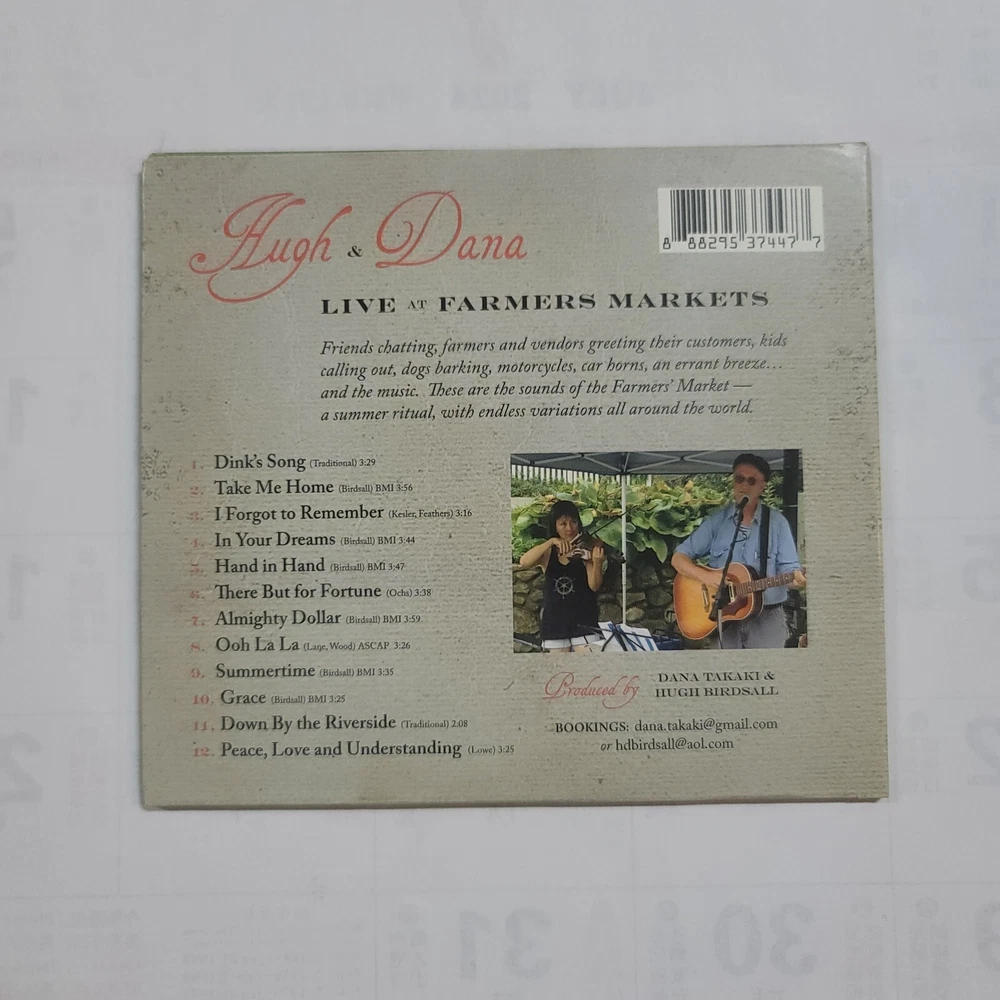 Hugh & Dana
8 88295 37447 7
LIVE AT FARMERS MARKETS
Friends chatting, farmers and vendors greeting their customers, kids
calling out, dogs barking, motorcycles, car horns, an errant breeze...
and the music. These are the sounds of the Farmers' Market —
a summer ritual, with endless variations all around the world.
1. Dink's Song (Traditional) 3:29
2. Take Me Home (Birdsall) BMI 3:56
3. I Forgot to Remember (Kesler, Feathers) 3:16
4. In Your Dreams (Birdsall) BMI 3:44
5. Hand in Hand (Birdsall) BMI 3:47
6. There But for Fortune (Ochs) 3:38
7. Almighty Dollar (Birdsall) BMI 3:59
8. Ooh La La (Lane, Wood) ASCAP 3:26
9. Summertime (Birdsall) BMI 3:35
10. Grace (Birdsall) BMI 3:25
11. Down By the Riverside (Traditional) 2:08
12. Peace, Love and Understanding (Lowe) 3:25
Produced by DANA TAKAKI &
HUGH BIRDSALL
BOOKINGS: dana.takaki@gmail.com
or hdbirdsall@aol.com